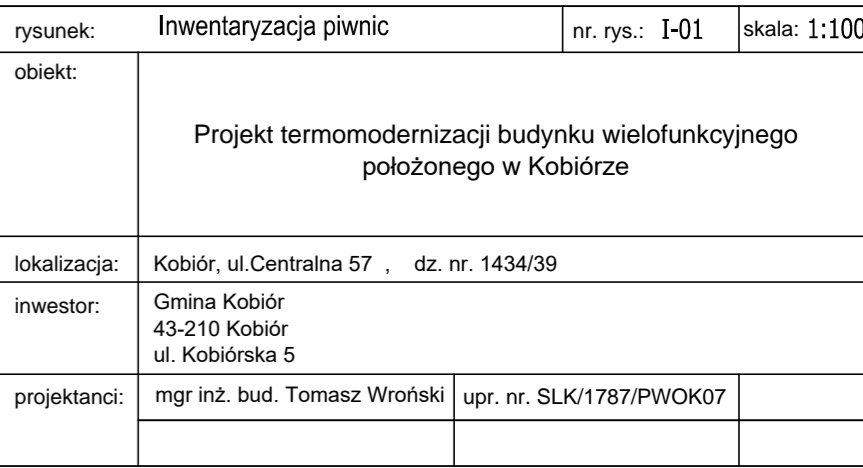 rysunek: Inwentaryzacja piwnic nr. rys.: I-01 skala: 1:100
obiekt:
Projekt termomodernizacji budynku wielofunkcyjnego
położonego w Kobiórze
lokalizacja: Kobiór, ul.Centralna 57 , dz. nr. 1434/39
inwestor: Gmina Kobiór
43-210 Kobiór
ul. Kobiórska 5
projektanci: mgr inż. bud. Tomasz Wroński upr. nr. SLK/1787/PWOK07